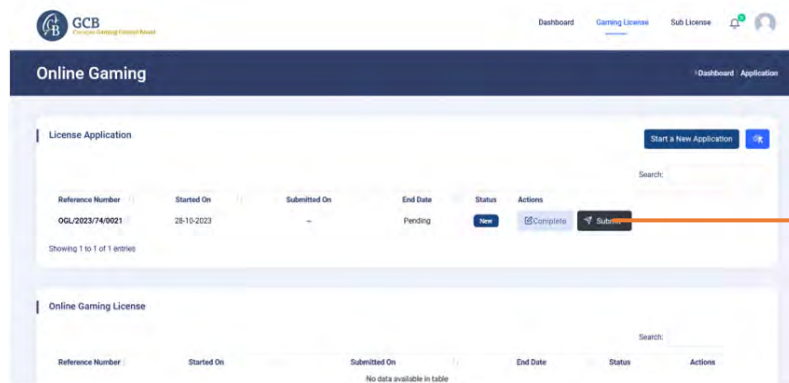 GCB
Curaçao Gaming Control Board
Dashboard Gaming License Sub License
Online Gaming
Dashboard Application
License Application
Start a New Application
Search:
Reference Number Started On Submitted On End Date Status Actions
OGL/2023/74/0021 28-10-2023 -- Pending New Complete Submit
Showing 1 to 1 of 1 entries
Online Gaming License
Search:
Reference Number Started On Submitted On End Date Status Actions
No data available in table